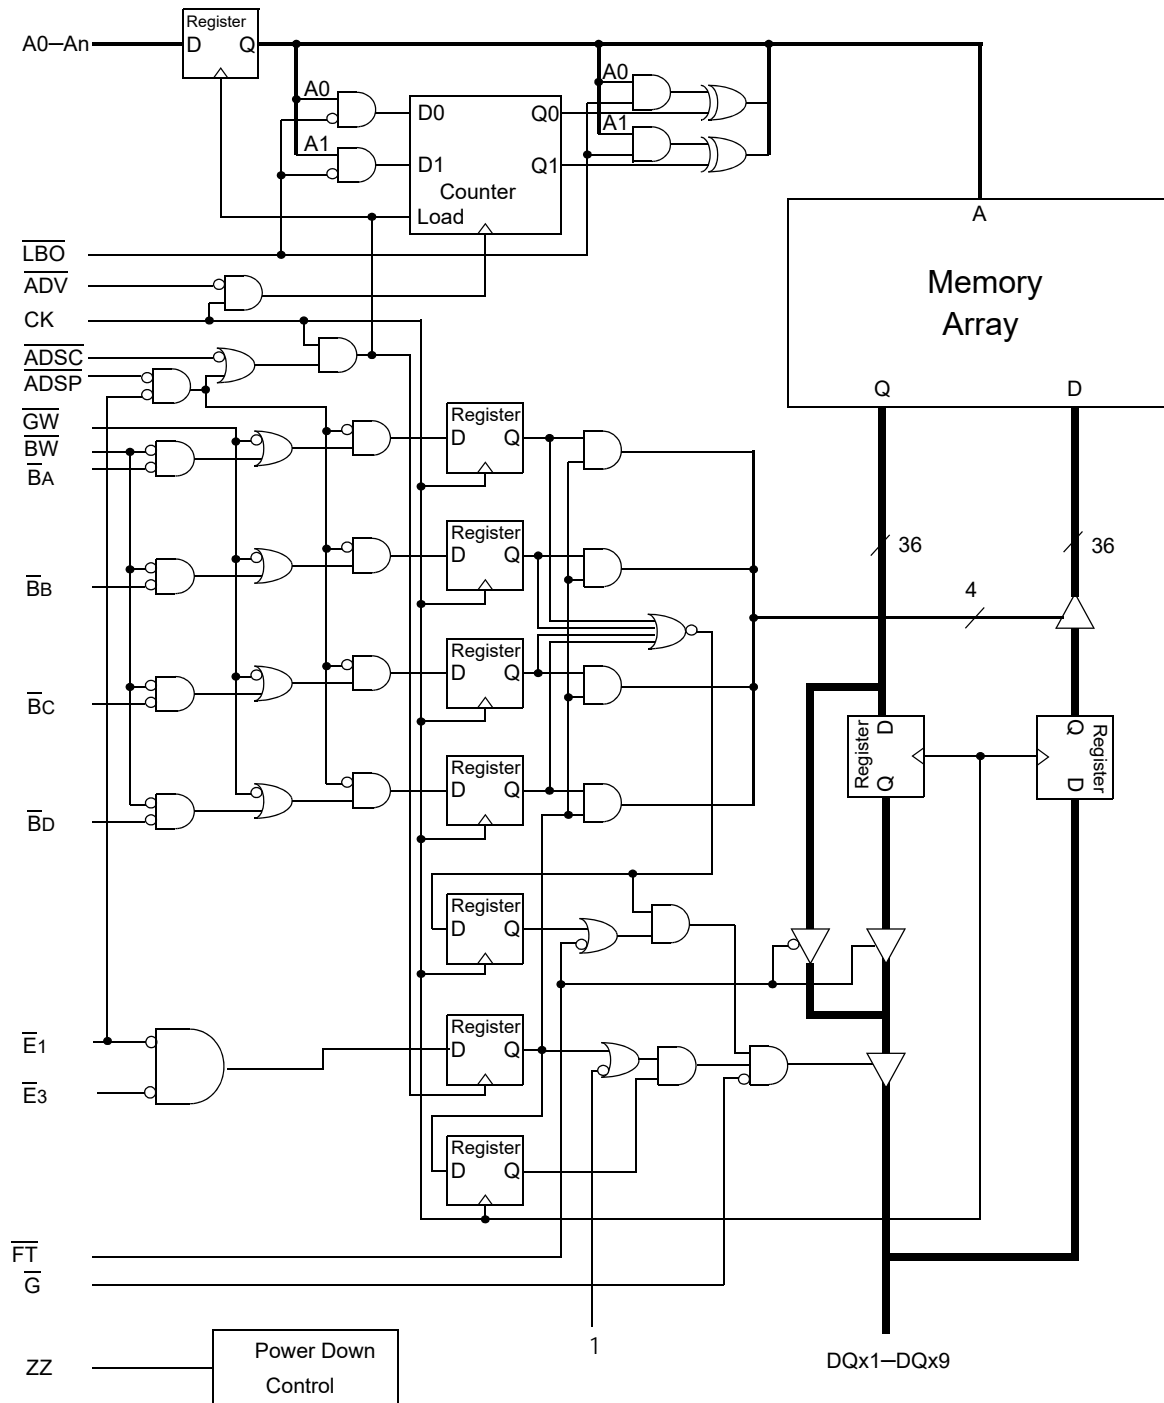 Register
A0–An
D Q
A0
A0
D0 Q0
A1
A1
D1 Q1
Counter
Load
A
LBO
ADV
Memory
CK
Array
ADSC
ADSP
Q D
GW
Register
BW
D Q
BA
Register
36 36
D Q
BB
4
Register
D Q
BC
Register D Q
Q D Register
Register
D Q
BD
Register
D Q
Register
E1
D Q
E3
Register
D Q
FT
G
1
Power Down
DQx1–DQx9
ZZ
Control